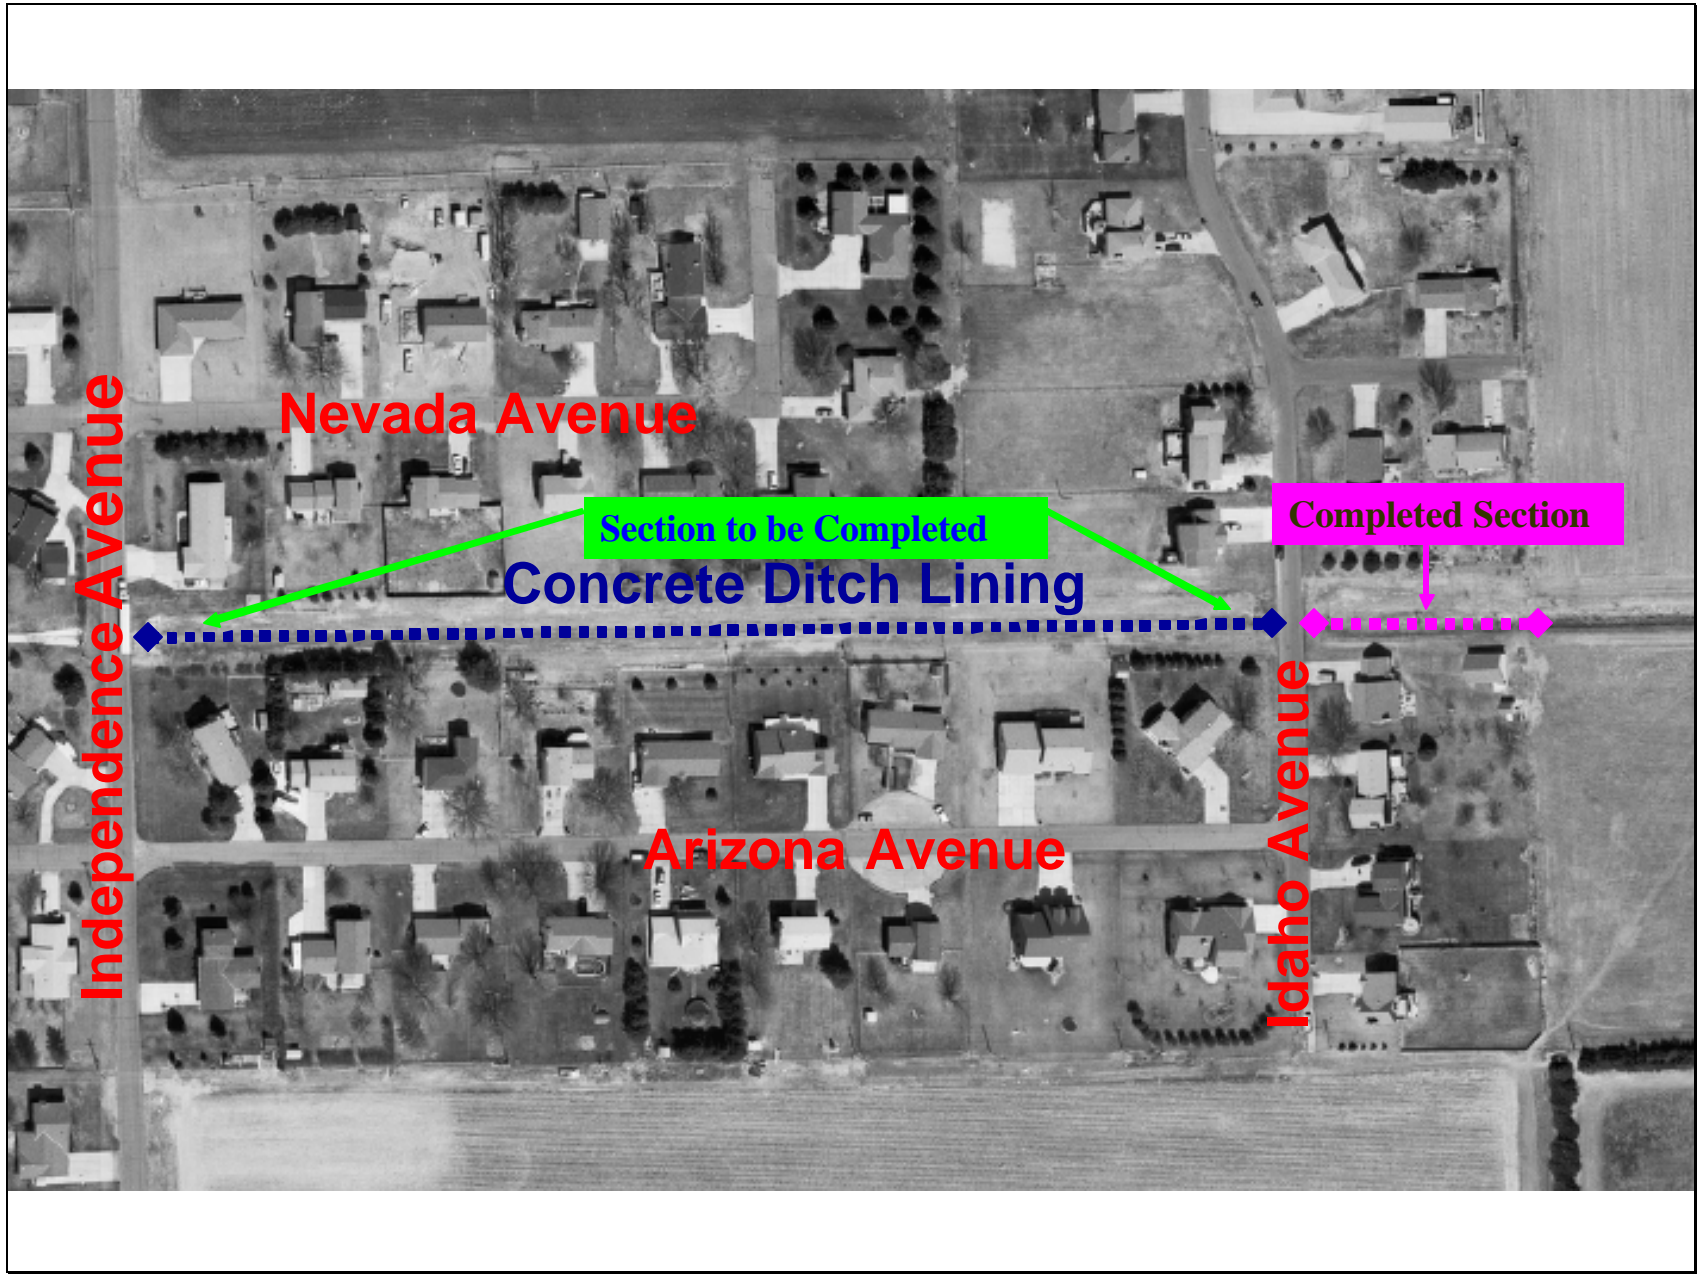 Nevada Avenue
Independence Avenue
Section to be Completed
Completed Section
Concrete Ditch Lining
Arizona Avenue
Idaho Avenue